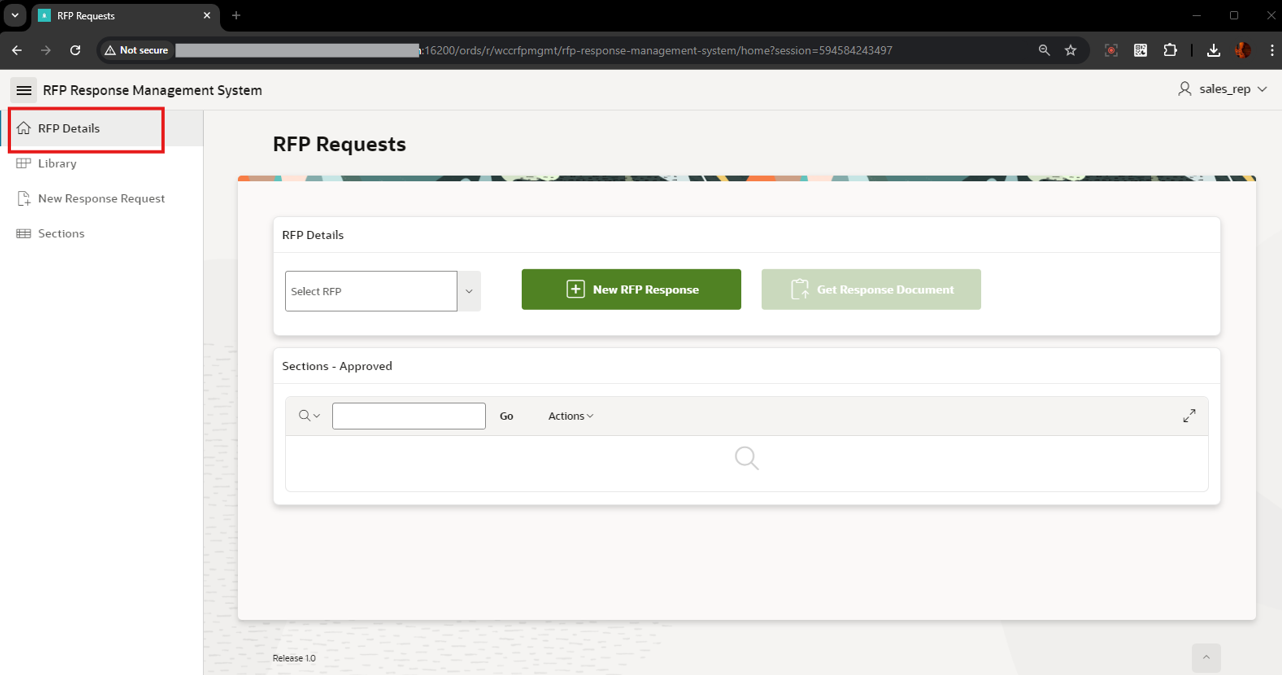 RFP Requests
Not secure :16200/ords/r/wccrfpmgmt/rfp-response-management-system/home?session=594584243497
RFP Response Management System
sales_rep
RFP Details
Library
New Response Request
Sections
RFP Requests
RFP Details
Select RFP
New RFP Response
Get Response Document
Sections - Approved
Go
Actions
Release 1.0